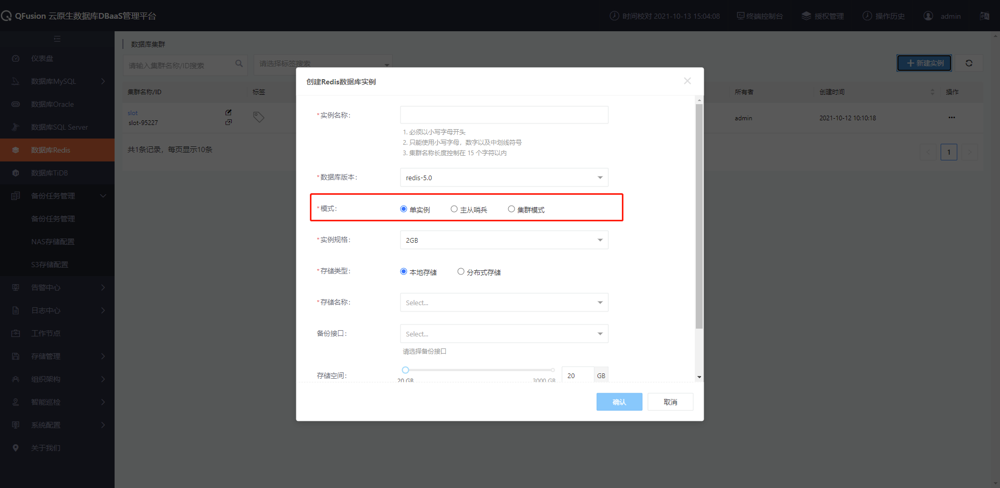 QFusion 云原生数据库DBaaS管理平台
时间校对 2021-10-13 15:04:08
终端控制台
授权管理
操作历史
admin
仪表盘
数据库MySQL
数据库Oracle
数据库SQL Server
数据库Redis
数据库TiDB
备份任务管理
备份任务管理
NAS存储配置
S3存储配置
告警中心
日志中心
工作节点
存储管理
组织架构
智能巡检
系统配置
关于我们
数据库集群
请输入集群名称/ID搜索
请选择标签搜索
新建实例
集群名称/ID
标签
所有者
创建时间
操作
slot
slot-95227
admin
2021-10-12 10:10:18
共1条记录，每页显示10条
1
创建Redis数据库实例
*实例名称：
1. 必须以小写字母开头
2. 只能使用小写字母，数字以及中划线符号
3. 集群名称长度控制在 15 个字符以内
*数据库版本：
redis-5.0
*模式：
单实例
主从哨兵
集群模式
*实例规格：
2GB
*存储类型：
本地存储
分布式存储
*存储名称：
Select...
备份接口：
Select...
请选择备份接口
存储空间：
20 GB
3000 GB
20
GB
确认
取消